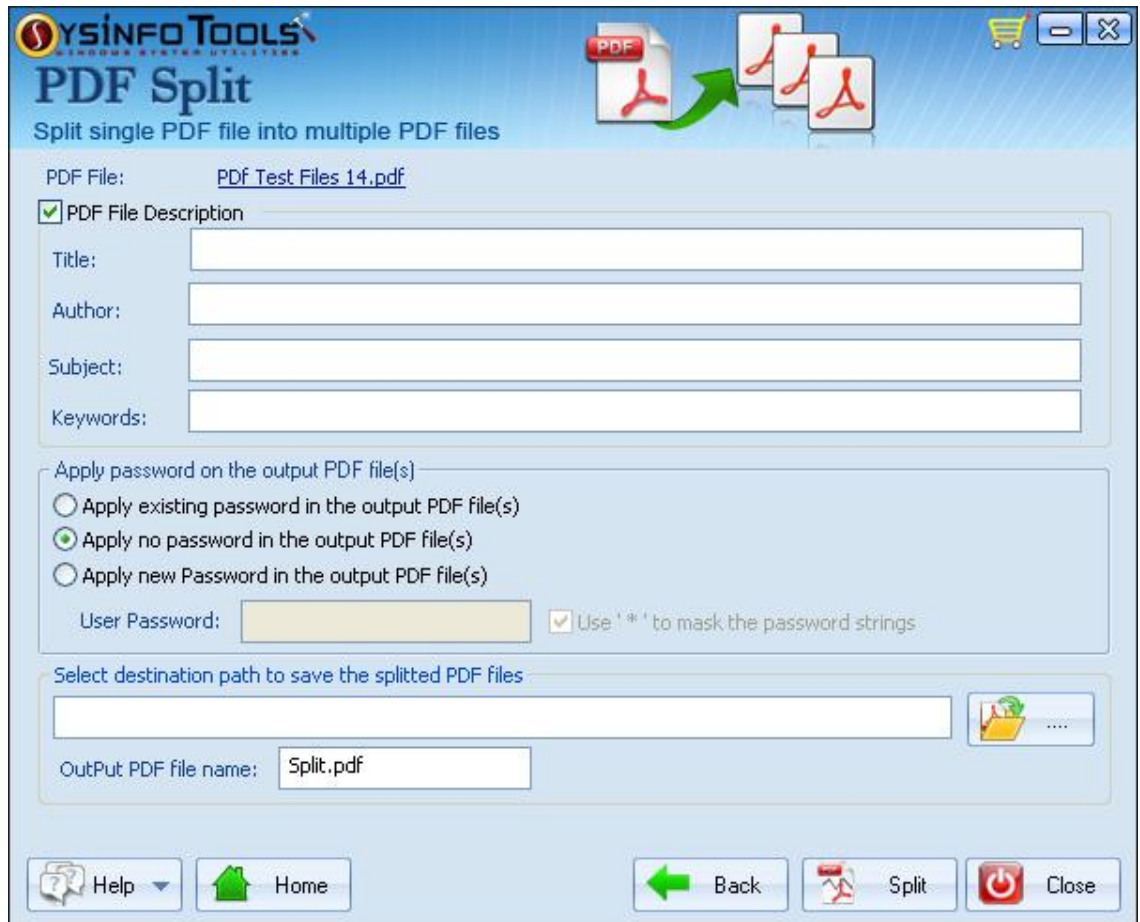 SYSINFOTOOLS
WINDOWS SYSTEM UTILITIES
PDF Split
Split single PDF file into multiple PDF files
PDF
PDF File: PDf Test Files 14.pdf
PDF File Description
Title:
Author:
Subject:
Keywords:
Apply password on the output PDF file(s)
Apply existing password in the output PDF file(s)
Apply no password in the output PDF file(s)
Apply new Password in the output PDF file(s)
User Password: Use ' * ' to mask the password strings
Select destination path to save the splitted PDF files
....
OutPut PDF file name: Split.pdf
Help Home Back Split Close